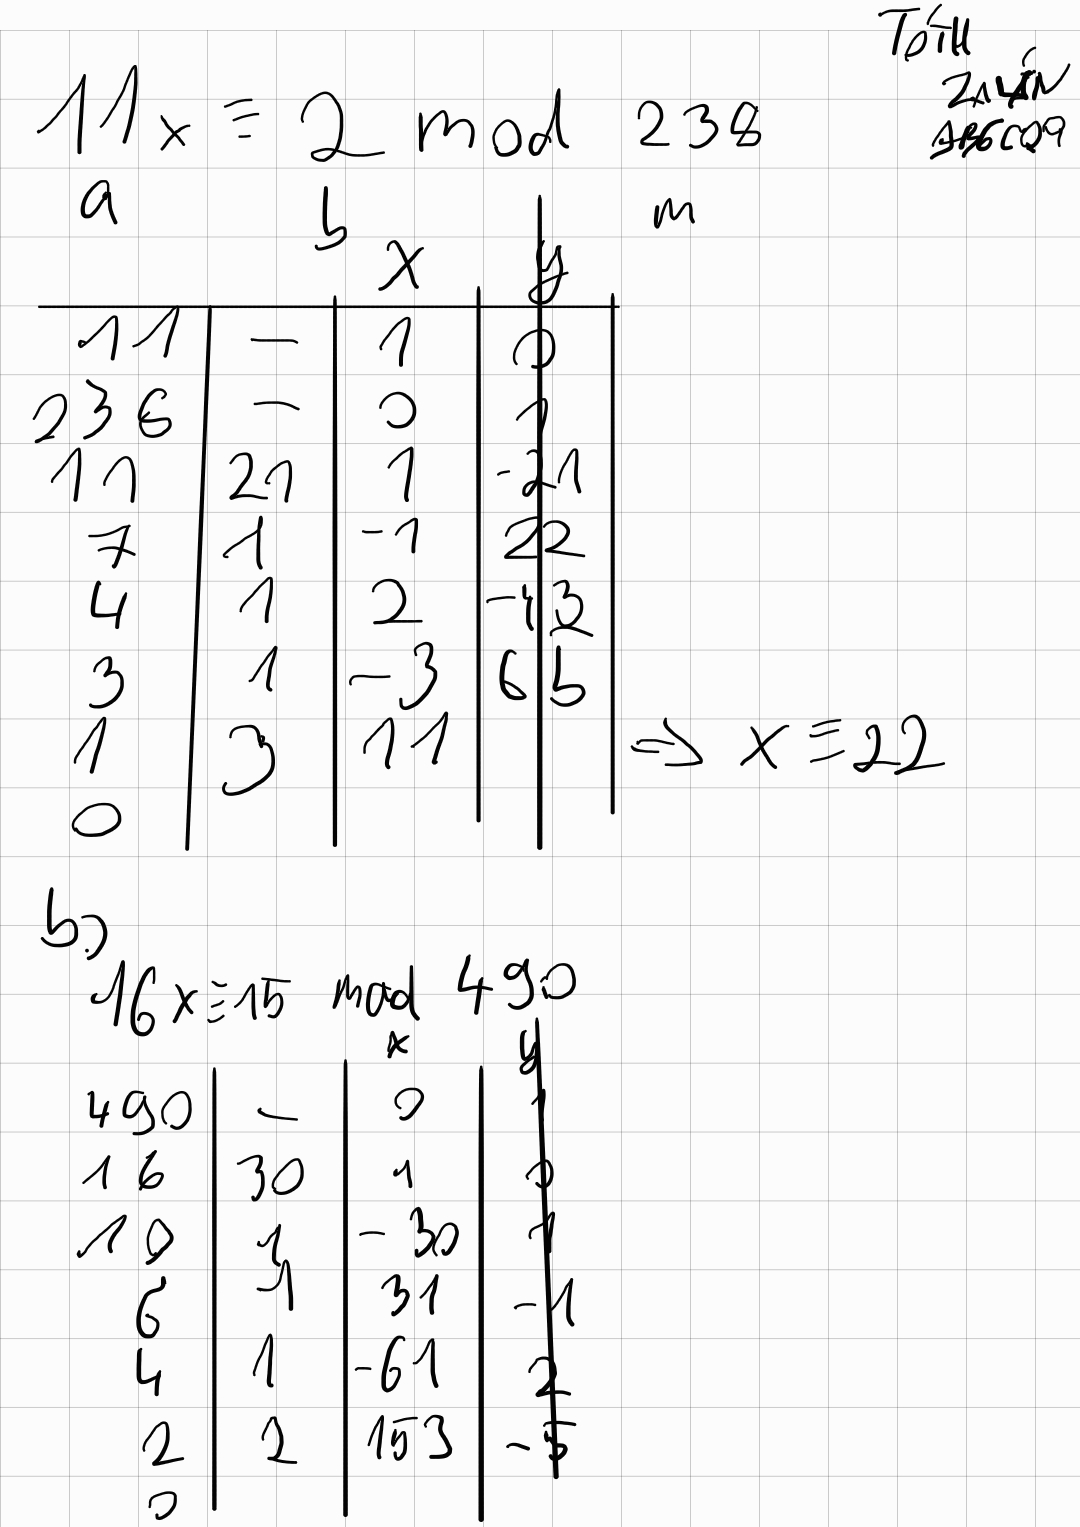 TÓTH
ZALÁN
AB6CQ9
11x ≡ 2 mod 238
a b m
x y
11 — 1 0
236 — 0 1
11 21 1 -21
7 1 -1 22
4 1 2 -43
3 1 -3 65
1 3 11 ⇒ x ≡ 22
0
b.)
16x ≡ 15 mod 490
x y
490 — 0 1
16 30 1 0
10 1 -30 1
6 1 31 -1
4 1 -61 2
2 2 153 -5
0